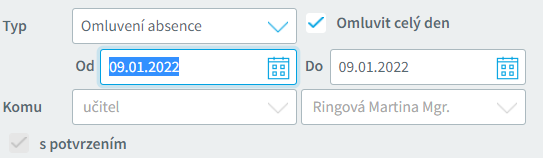 Typ Omluvení absence Omluvit celý den
Od 09.01.2022 Do 09.01.2022
Komu učitel Ringová Martina Mgr.
s potvrzením